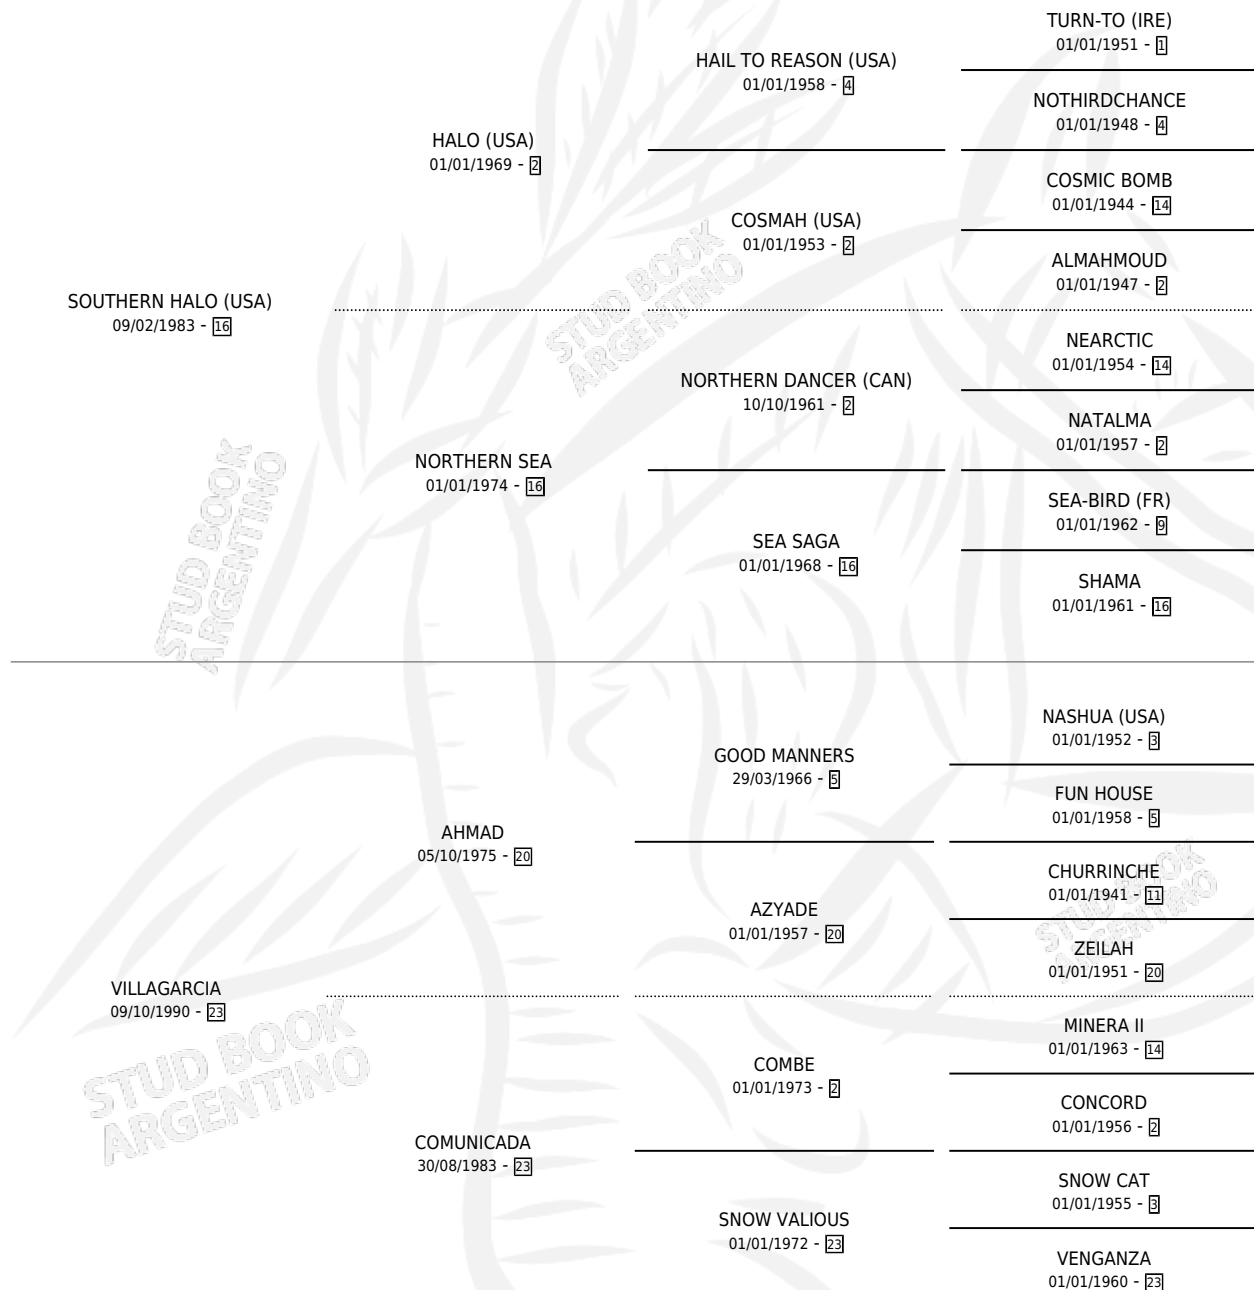 TURN-TO (IRE)
01/01/1951 - 1
HAIL TO REASON (USA)
01/01/1958 - 4
NOTHIRDCHANCE
01/01/1948 - 4
HALO (USA)
01/01/1969 - 2
COSMIC BOMB
01/01/1944 - 14
COSMAH (USA)
01/01/1953 - 2
ALMAHMOUD
01/01/1947 - 2
SOUTHERN HALO (USA)
09/02/1983 - 16
NEARCTIC
01/01/1954 - 14
NORTHERN DANCER (CAN)
10/10/1961 - 2
NATALMA
01/01/1957 - 2
NORTHERN SEA
01/01/1974 - 16
SEA-BIRD (FR)
01/01/1962 - 9
SEA SAGA
01/01/1968 - 16
SHAMA
01/01/1961 - 16
NASHUA (USA)
01/01/1952 - 3
GOOD MANNERS
29/03/1966 - 5
FUN HOUSE
01/01/1958 - 5
AHMAD
05/10/1975 - 20
CHURRINCHE
01/01/1941 - 11
AZYADE
01/01/1957 - 20
ZEILAH
01/01/1951 - 20
VILLAGARCIA
09/10/1990 - 23
MINERA II
01/01/1963 - 14
COMBE
01/01/1973 - 2
CONCORD
01/01/1956 - 2
COMUNICADA
30/08/1983 - 23
SNOW CAT
01/01/1955 - 3
SNOW VALIOUS
01/01/1972 - 23
VENGANZA
01/01/1960 - 23
STUD BOOK
ARGENTINO
STUD BOOK
ARGENTINO
STUD BOOK
ARGENTINO
STUD BOOK
ARGENTINO